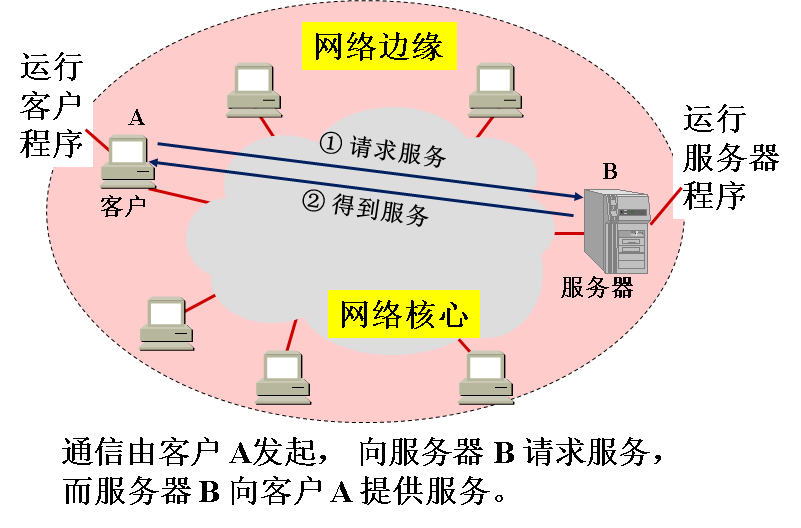 网络边缘
运行
客户
程序
A
客户
① 请求服务
② 得到服务
运行
服务器
程序
B
服务器
网络核心
通信由客户 A发起， 向服务器 B 请求服务，
而服务器 B 向客户 A 提供服务。